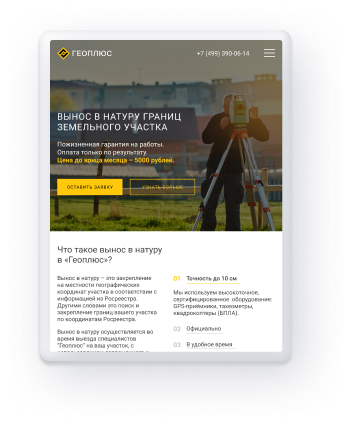 ГЕОПЛЮС
+7 (499) 390-06-14
ВЫНОС В НАТУРУ ГРАНИЦ
ЗЕМЕЛЬНОГО УЧАСТКА
Пожизненная гарантия на работы.
Оплата только по результату.
Цена до конца месяца – 5000 рублей.
ОСТАВИТЬ ЗАЯВКУ
УЗНАТЬ БОЛЬШЕ
Что такое вынос в натуру
в «Геоплюс»?
Вынос в натуру – это закрепление
на местности географических
координат участка в соответствии с
информацией из Росреестра.
Другими словами это поиск и
закрепление границ вашего участка
по координатам Росреестра.
Вынос в натуру осуществляется во
время выезда специалистов
"Геоплюс" на ваш участок, с
01 Точность до 10 см
Мы используем высокоточное,
сертифицированное оборудование:
GPS-приёмники, тахеометры,
квадрокоптеры (БПЛА).
02 Официально
03 В удобное время